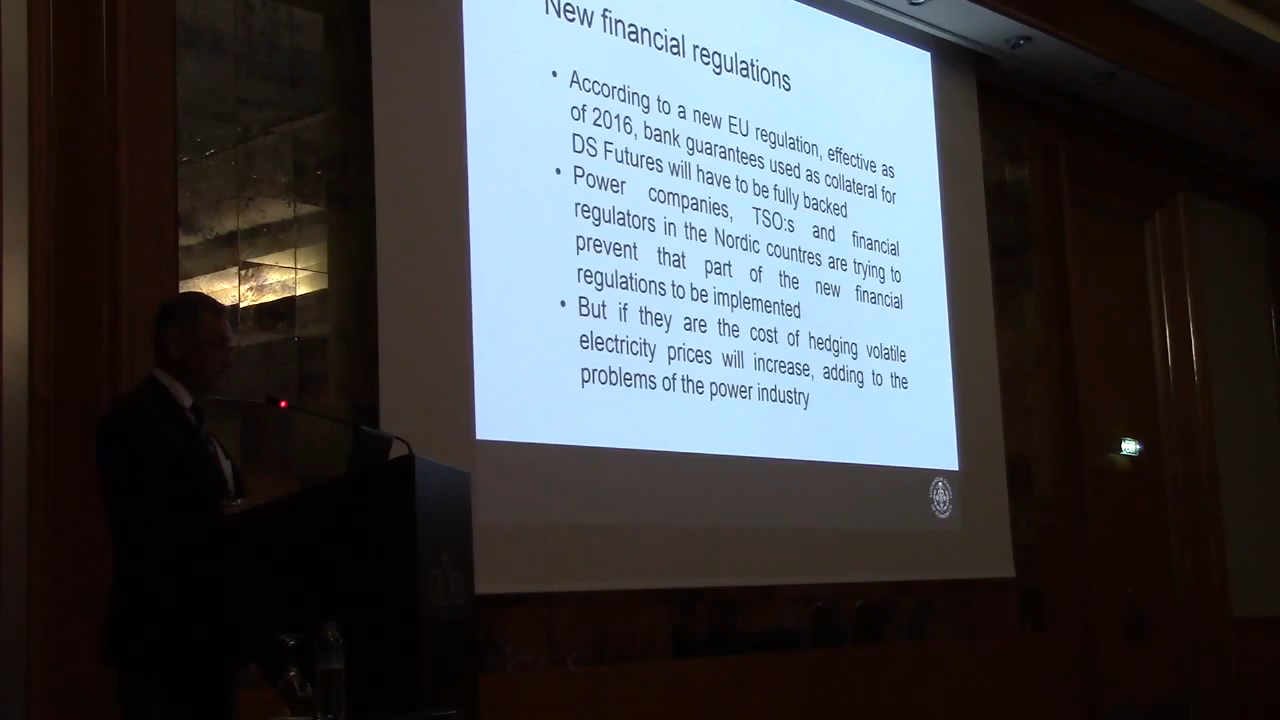 New financial regulations
• According to a new EU regulation, effective as
of 2016, bank guarantees used as collateral for
DS Futures will have to be fully backed
• Power companies, TSO:s and financial
regulators in the Nordic countres are trying to
prevent that part of the new financial
regulations to be implemented
• But if they are the cost of hedging volatile
electricity prices will increase, adding to the
problems of the power industry